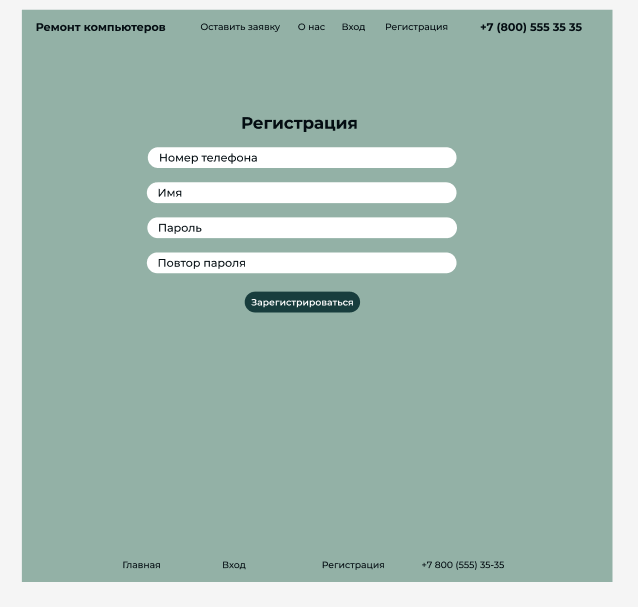 Ремонт компьютеров Оставить заявку О нас Вход Регистрация +7 (800) 555 35 35
Регистрация
Номер телефона
Имя
Пароль
Повтор пароля
Зарегистрироваться
Главная Вход Регистрация +7 800 (555) 35-35